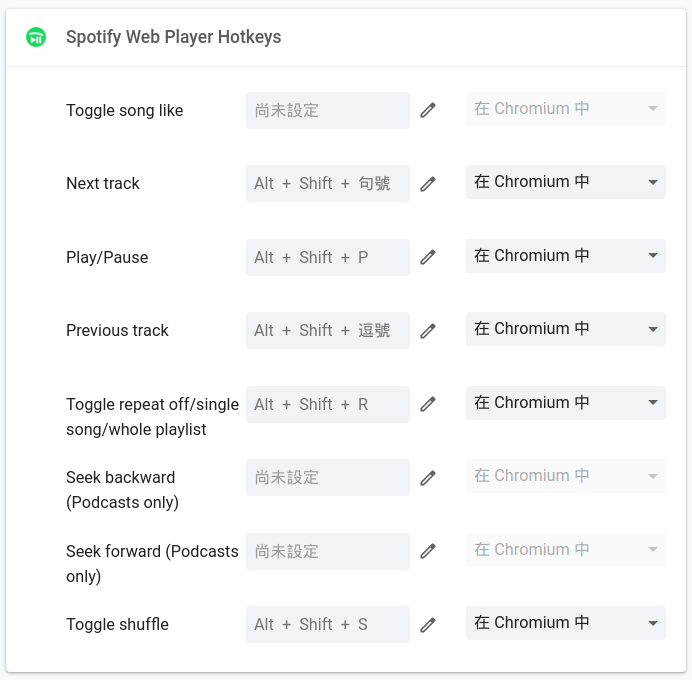 Spotify Web Player Hotkeys
Toggle song like 尚未設定 在 Chromium 中
Next track Alt + Shift + 句號 在 Chromium 中
Play/Pause Alt + Shift + P 在 Chromium 中
Previous track Alt + Shift + 逗號 在 Chromium 中
Toggle repeat off/single Alt + Shift + R 在 Chromium 中
song/whole playlist
Seek backward 尚未設定 在 Chromium 中
(Podcasts only)
Seek forward (Podcasts 尚未設定 在 Chromium 中
only)
Toggle shuffle Alt + Shift + S 在 Chromium 中